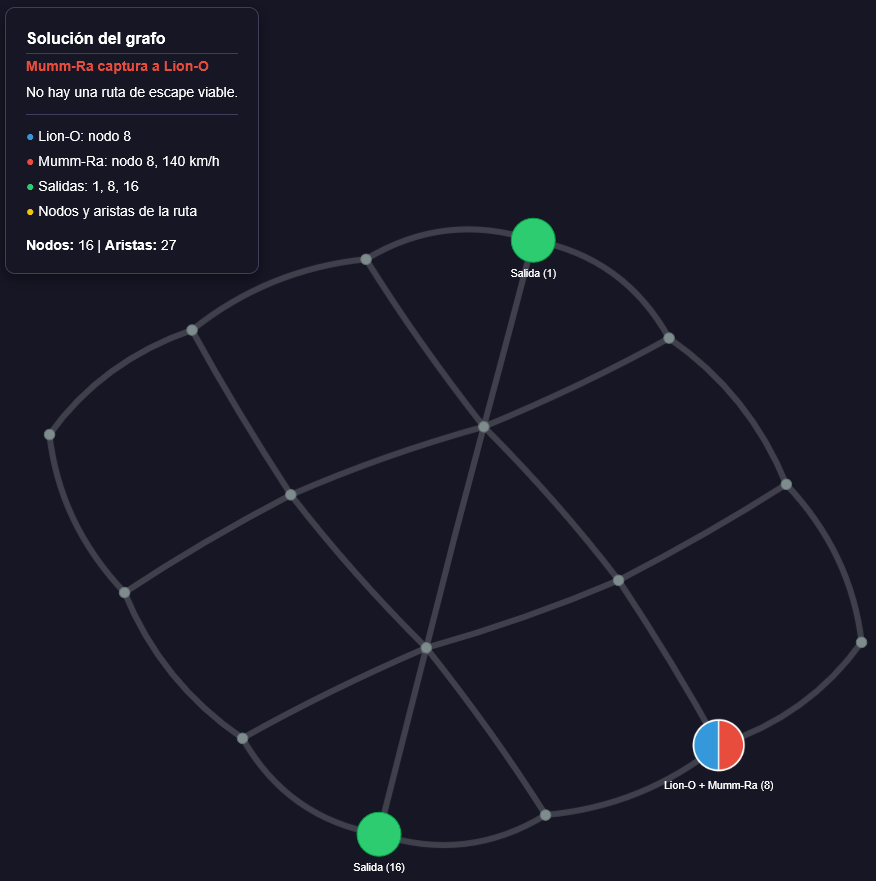 Solución del grafo
Mumm-Ra captura a Lion-O
No hay una ruta de escape viable.
Lion-O: nodo 8
Mumm-Ra: nodo 8, 140 km/h
Salidas: 1, 8, 16
Nodos y aristas de la ruta
Nodos: 16 | Aristas: 27
Salida (1)
Lion-O + Mumm-Ra (8)
Salida (16)